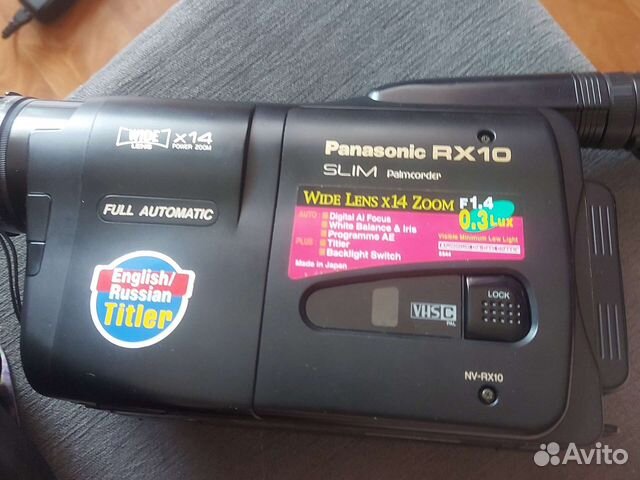 WIDE x14
LENS POWER ZOOM
FULL AUTOMATIC
English/
Russian
Titler
Panasonic RX10
SLIM Palmcorder
WIDE LENS X14 ZOOM F1.4
0.3 Lux
AUTO: Digital AI Focus
White Balance & Iris
Programme AE
PLUS: Titler
Backlight Switch
Made in Japan
Visible Minimum Low Light
LOCK
VHS C
PAL
NV-RX10
Avito